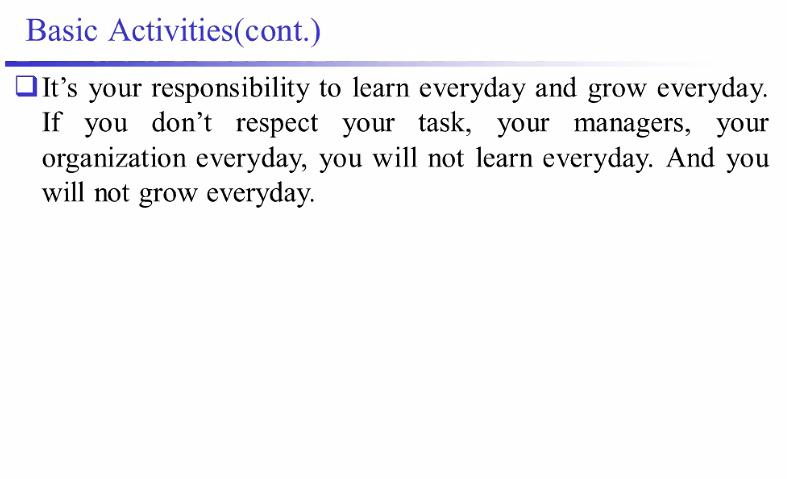 Basic Activities(cont.)
It's your responsibility to learn everyday and grow everyday.
If you don't respect your task, your managers, your
organization everyday, you will not learn everyday. And you
will not grow everyday.